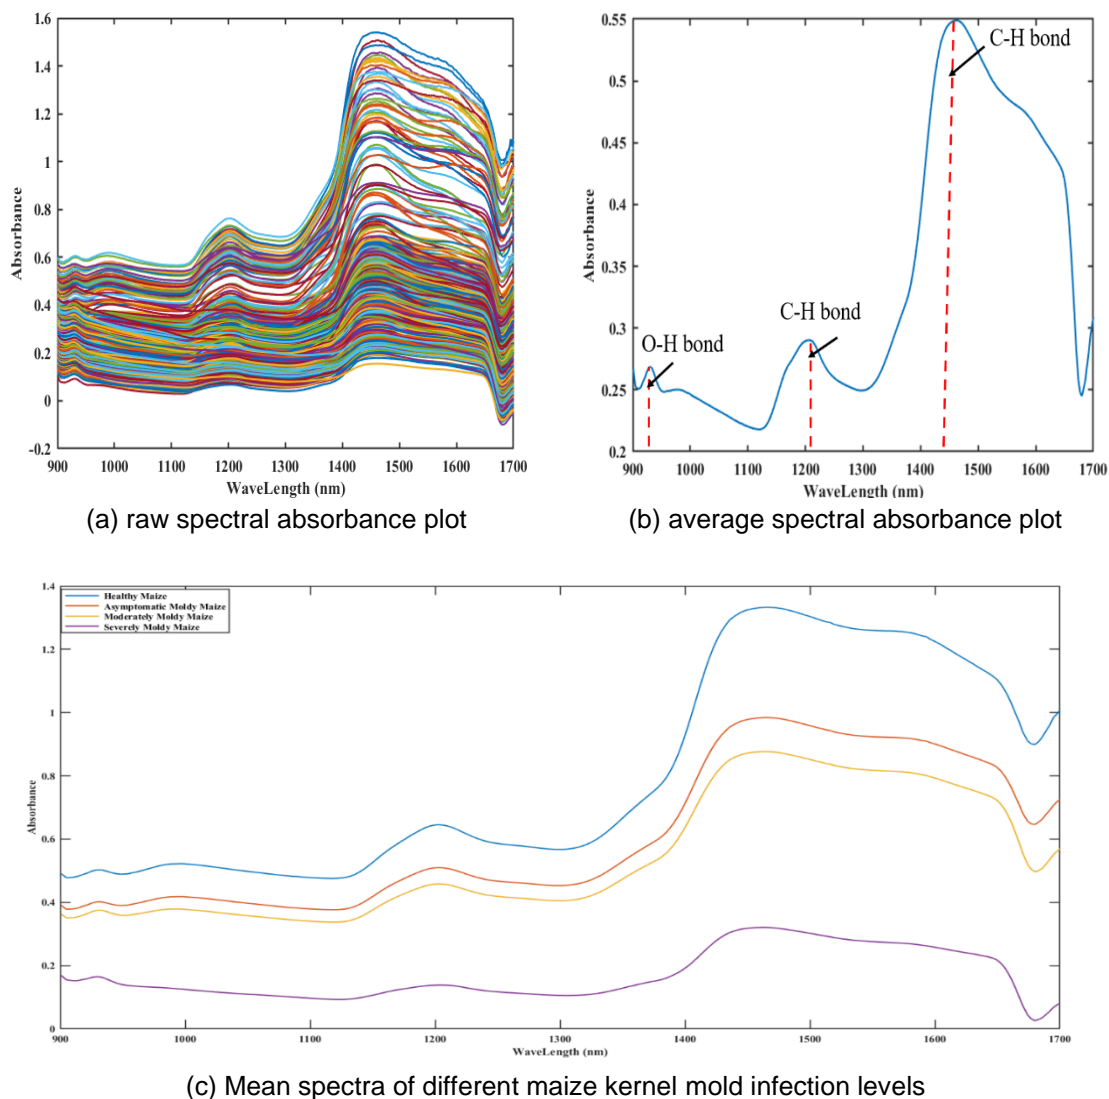 1.6
1.4
1.2
1
0.8
0.6
0.4
0.2
0
-0.2
Absorbance
900 1000 1100 1200 1300 1400 1500 1600 1700
WaveLength (nm)
(a) raw spectral absorbance plot
0.55
0.5
0.45
0.4
0.35
0.3
0.25
0.2
Absorbance
C-H bond
C-H bond
O-H bond
900 1000 1100 1200 1300 1400 1500 1600 1700
WaveLength (nm)
(b) average spectral absorbance plot
1.4
1.2
1
0.8
0.6
0.4
0.2
0
Absorbance
Healthy Maize
Asymptomatic Moldy Maize
Moderately Moldy Maize
Severely Moldy Maize
900 1000 1100 1200 1300 1400 1500 1600 1700
WaveLength (nm)
(c) Mean spectra of different maize kernel mold infection levels